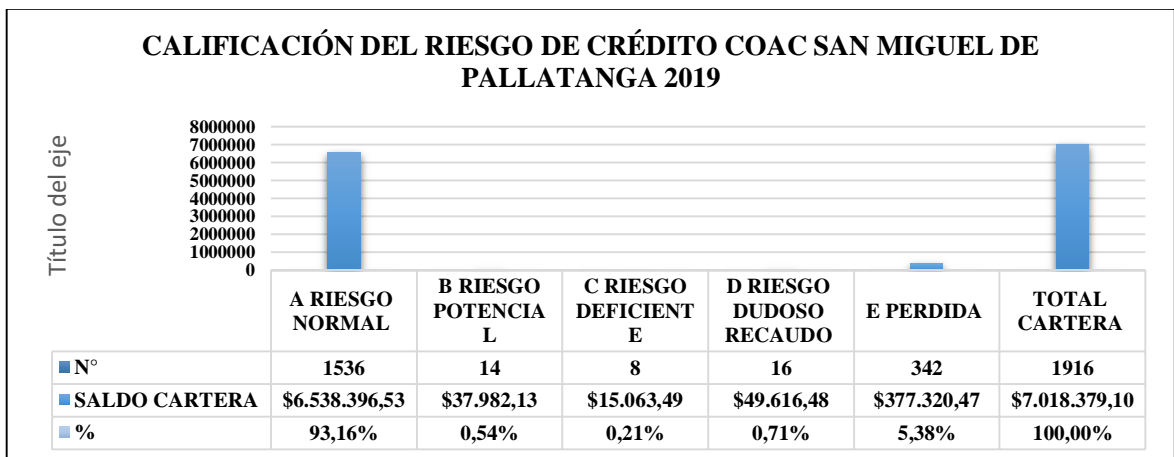 CALIFICACIÓN DEL RIESGO DE CRÉDITO COAC SAN MIGUEL DE
PALLATANGA 2019
Título del eje
8000000
7000000
6000000
5000000
4000000
3000000
2000000
1000000
0
A RIESGO NORMAL B RIESGO POTENCIAL C RIESGO DEFICIENTE D RIESGO DUDOSO RECAUDO E PERDIDA TOTAL CARTERA
N° 1536 14 8 16 342 1916
SALDO CARTERA $6.538.396,53 $37.982,13 $15.063,49 $49.616,48 $377.320,47 $7.018.379,10
% 93,16% 0,54% 0,21% 0,71% 5,38% 100,00%